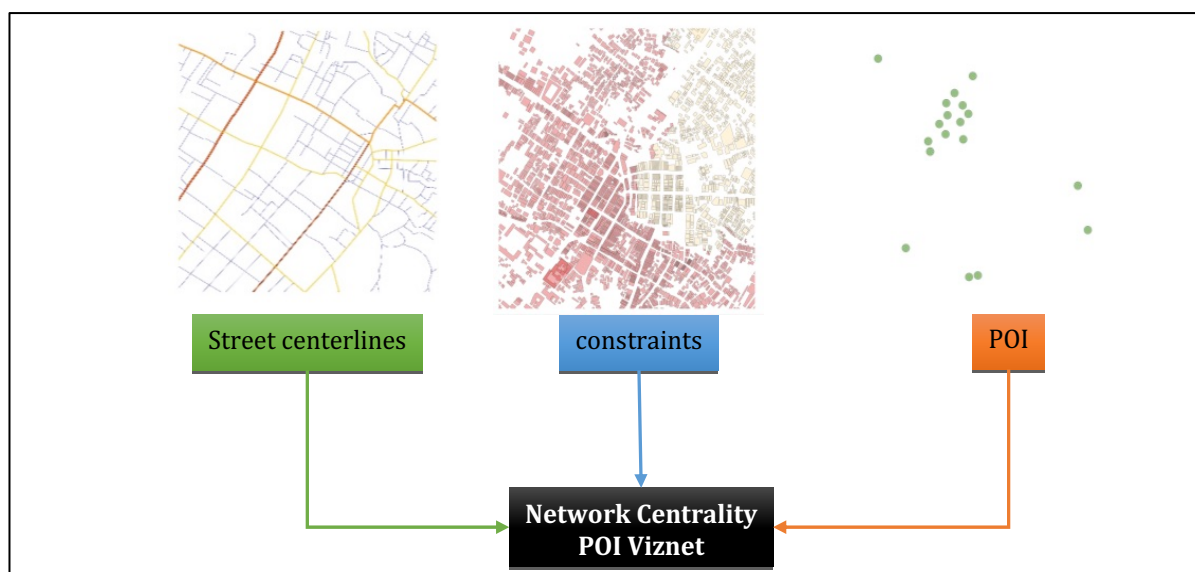 Street centerlines
constraints
POI
Network Centrality
POI Viznet